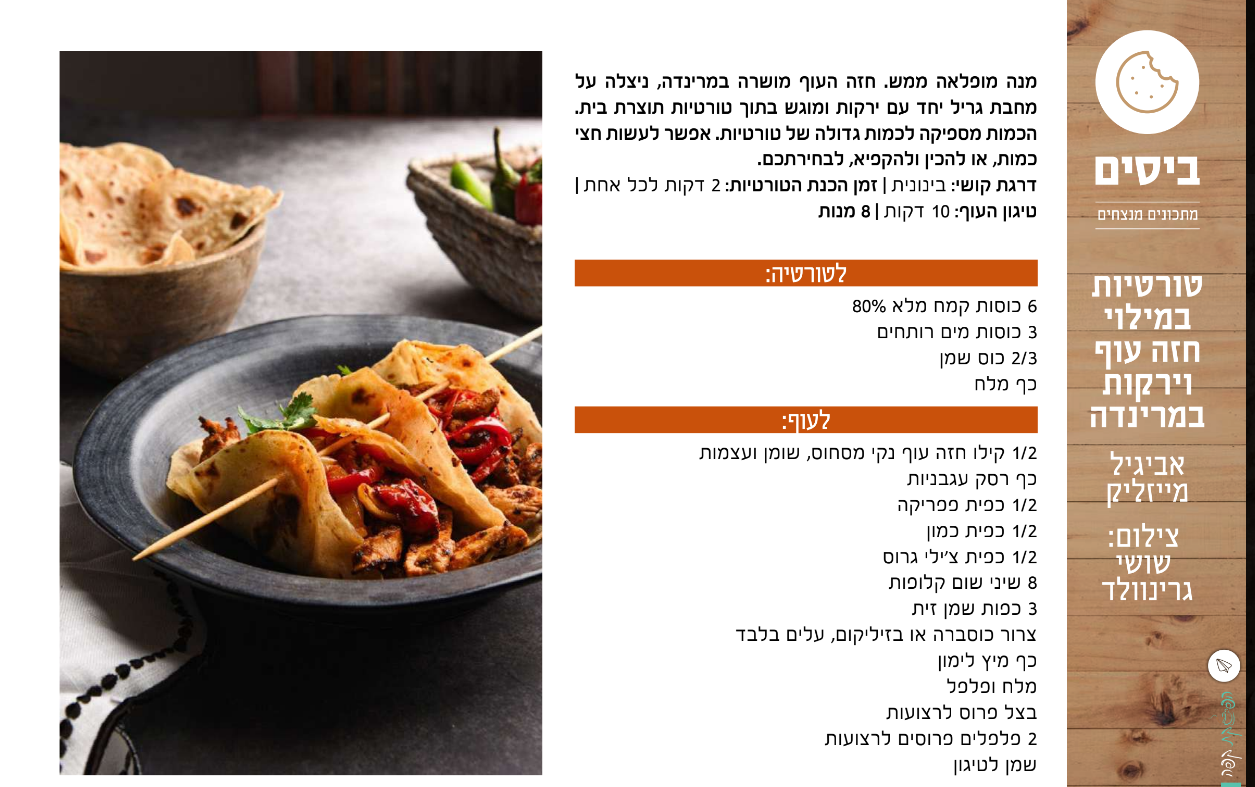 ביסים
מתכונים מנצחים
טורטיות
במילוי
חזה עוף
וירקות
במרינדה
אביגיל
מייזליק
צילום:
שושי
גרינוולד
מנה מופלאה ממש. חזה העוף מושרה במרינדה, ניצלה על
מחבת גריל יחד עם ירקות ומוגש בתוך טורטיות תוצרת בית.
הכמות מספיקה לכמות גדולה של טורטיות. אפשר לעשות חצי
כמות, או להכין ולהקפיא, לבחירתכם.
דרגת קושי: בינונית | זמן הכנת הטורטיות: 2 דקות לכל אחת |
טיגון העוף: 10 דקות | 8 מנות
לטורטיה:
6 כוסות קמח מלא 80%
3 כוסות מים רותחים
2/3 כוס שמן
כף מלח
לעוף:
1/2 קילו חזה עוף נקי מסחוס, שומן ועצמות
כף רסק עגבניות
1/2 כפית פפריקה
1/2 כפית כמון
1/2 כפית צ'ילי גרוס
8 שיני שום קלופות
3 כפות שמן זית
צרור כוסברה או בזיליקום, עלים בלבד
כף מיץ לימון
מלח ופלפל
בצל פרוס לרצועות
2 פלפלים פרוסים לרצועות
שמן לטיגון